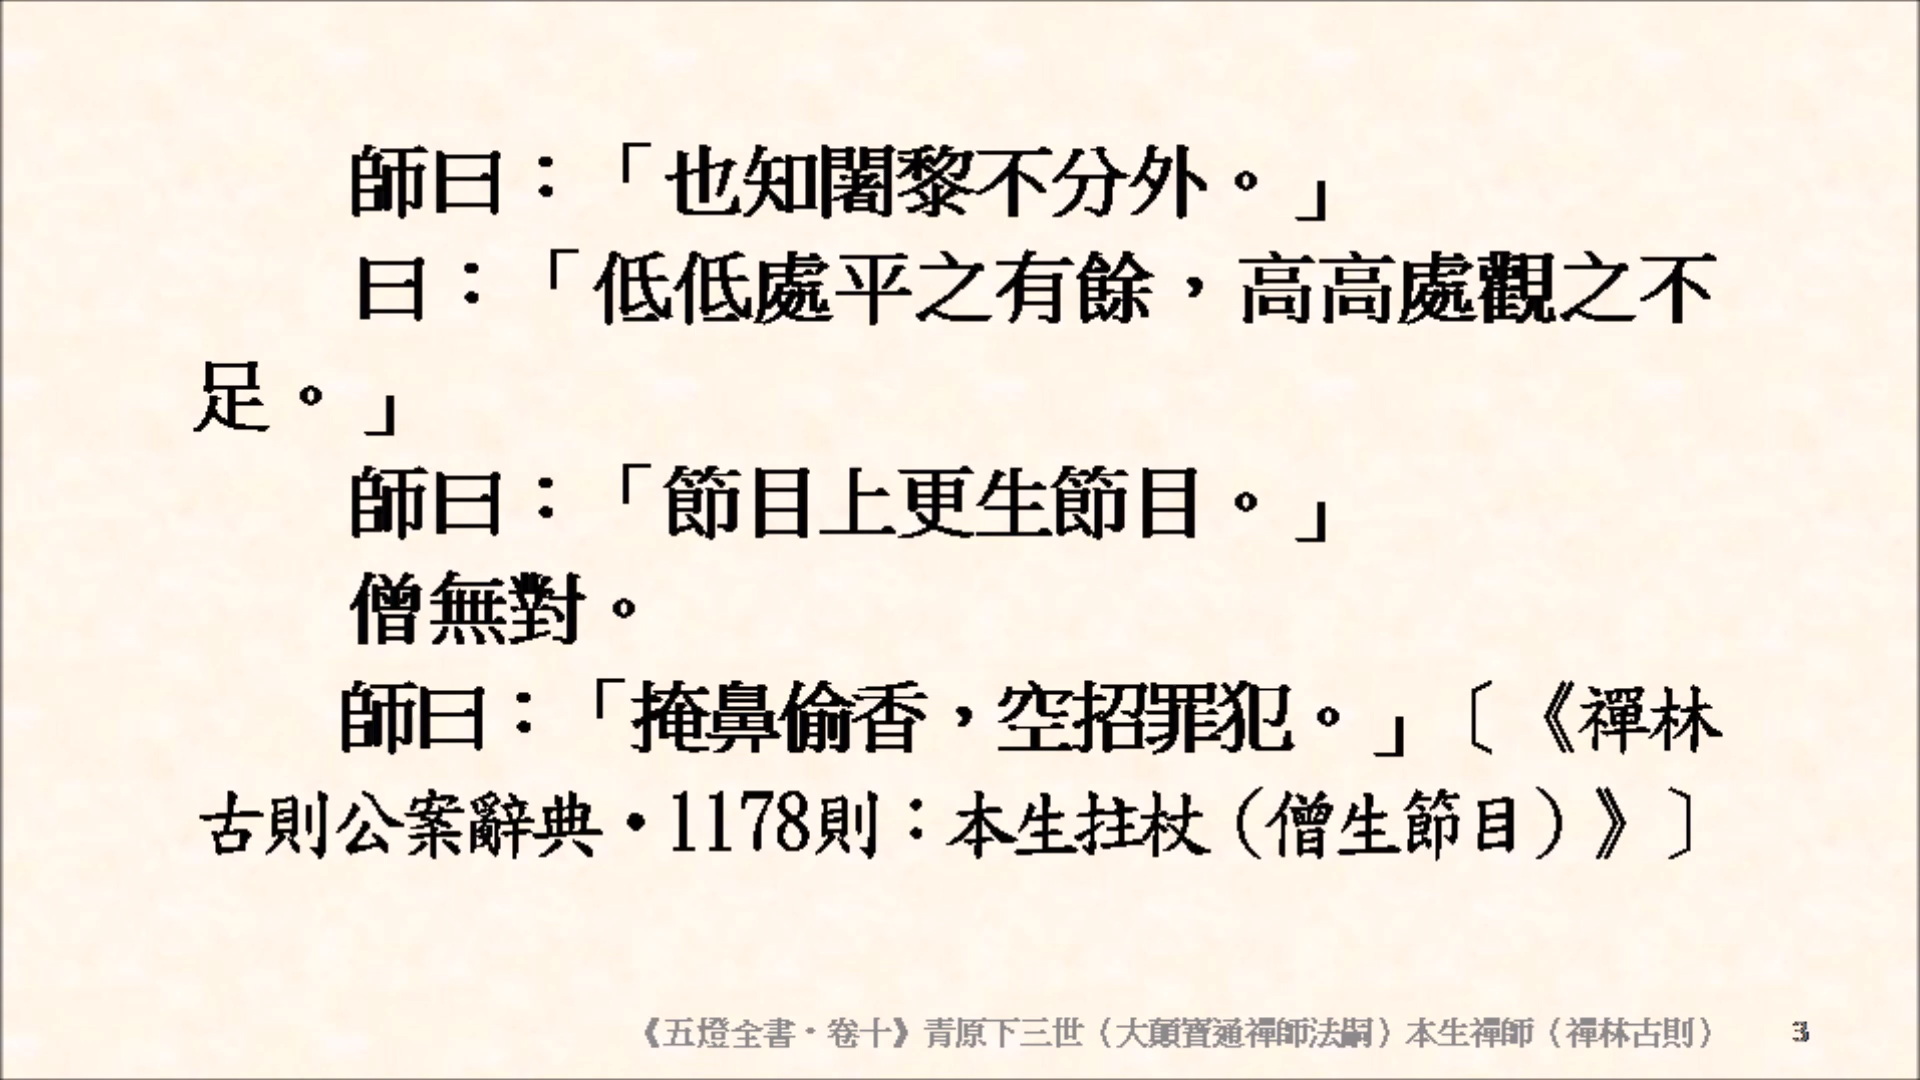 師曰：「也知闍黎不分外。」
曰：「低低處平之有餘，高高處觀之不
足。」
師曰：「節目上更生節目。」
僧無對。
師曰：「掩鼻偷香，空招罪犯。」〔《禪林
古則公案辭典•1178則：本生拄杖（僧生節目）》〕
《五燈全書•卷十》青原下三世（大顛寶通禪師法嗣）本生禪師（禪林古則） 3